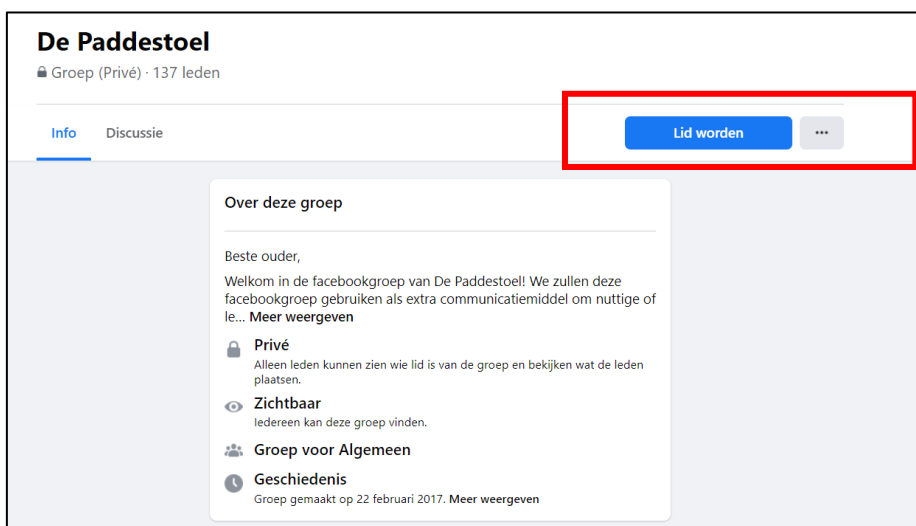 De Paddestoel
Groep (Privé) · 137 leden
Info Discussie Lid worden ...
Over deze groep
Beste ouder,
Welkom in de facebookgroep van De Paddestoel! We zullen deze
facebookgroep gebruiken als extra communicatiemiddel om nuttige of
le... Meer weergeven
Privé
Alleen leden kunnen zien wie lid is van de groep en bekijken wat de leden
plaatsen.
Zichtbaar
Iedereen kan deze groep vinden.
Groep voor Algemeen
Geschiedenis
Groep gemaakt op 22 februari 2017. Meer weergeven